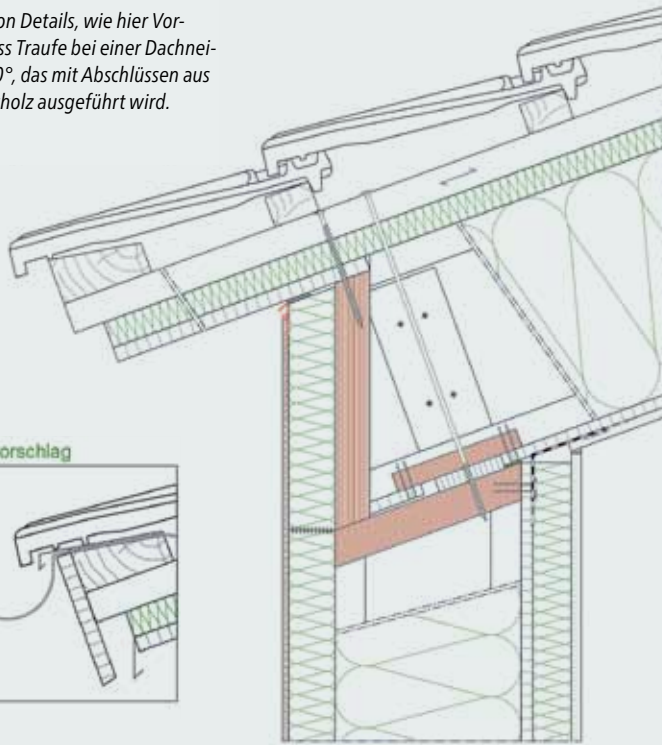 on Details, wie hier Vor-
ss Traufe bei einer Dachnei-
0°, das mit Abschlüssen aus
holz ausgeführt wird.
orschlag